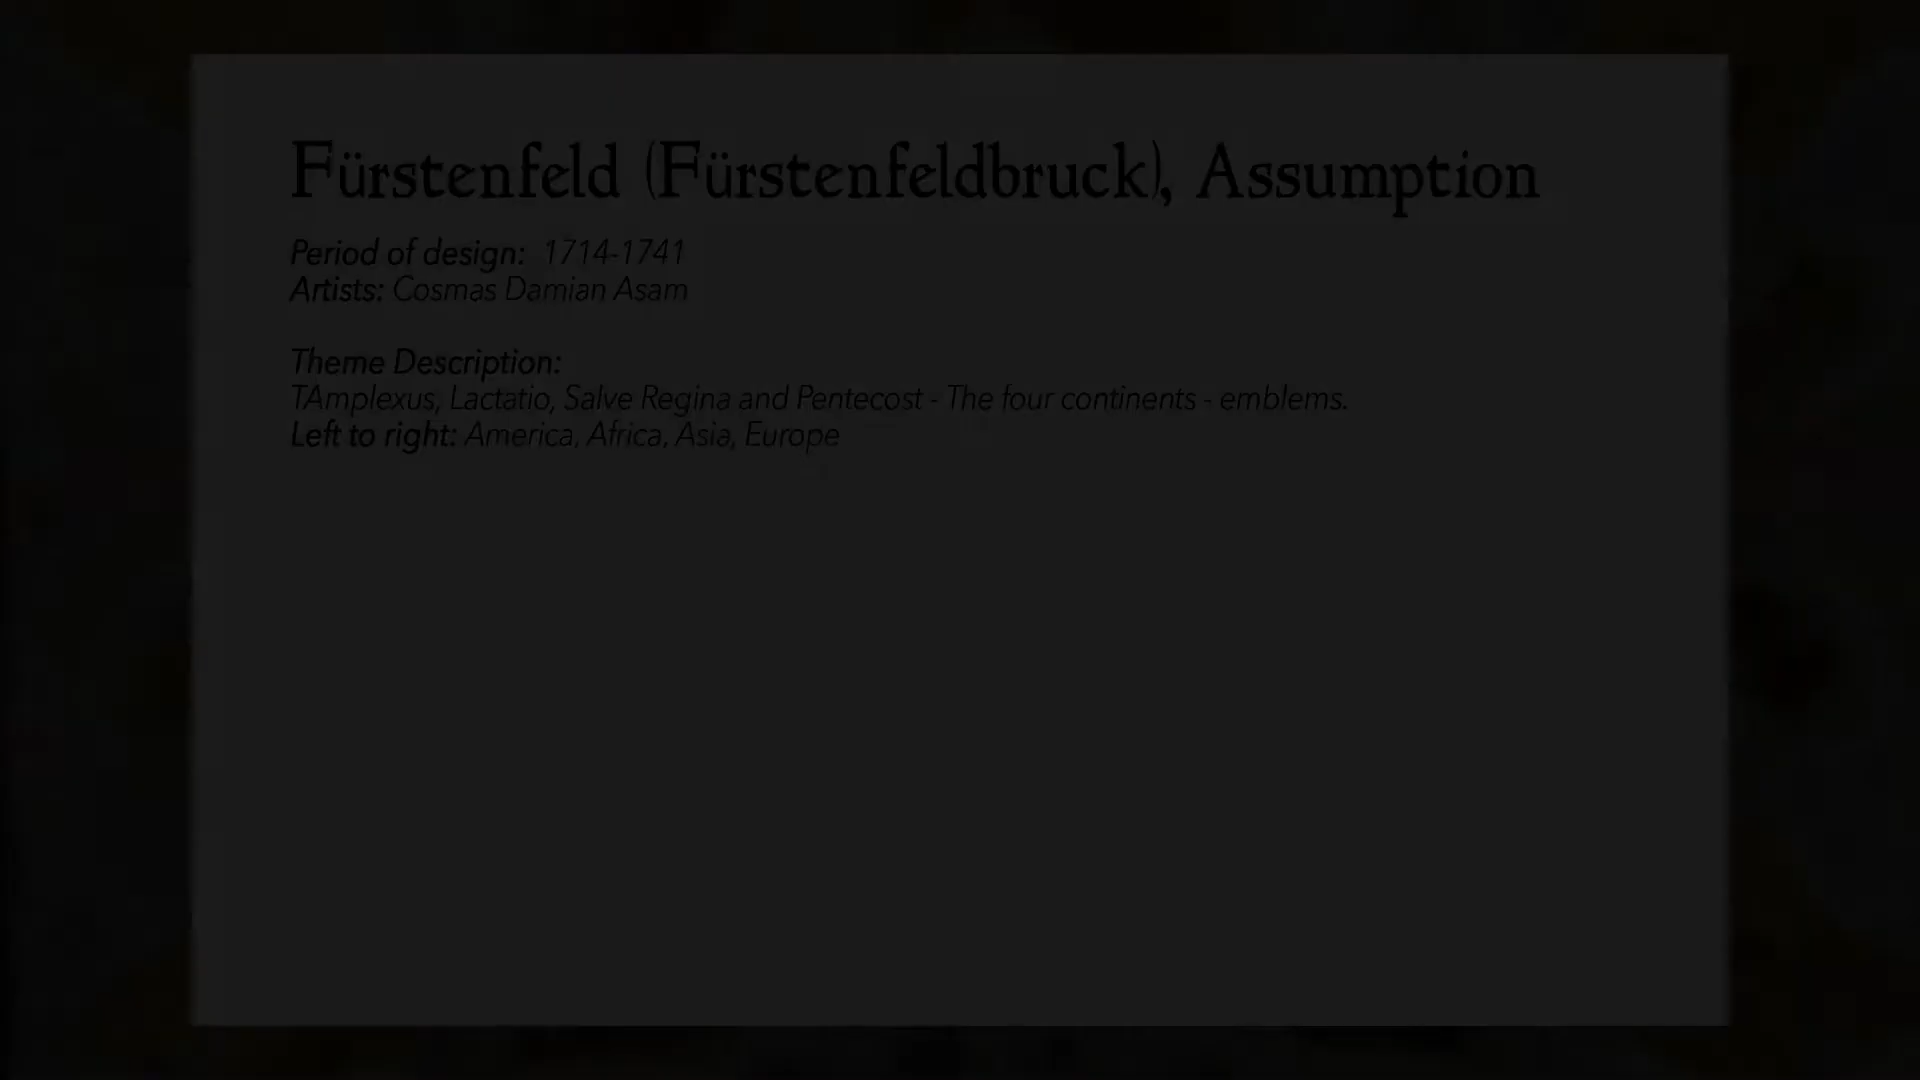 Fürstenfeld (Fürstenfeldbruck), Assumption
Period of design: 1714-1741
Artists: Cosmas Damian Asam
Theme Description:
TAmplexus, Lactatio, Salve Regina and Pentecost - The four continents - emblems.
Left to right: America, Africa, Asia, Europe